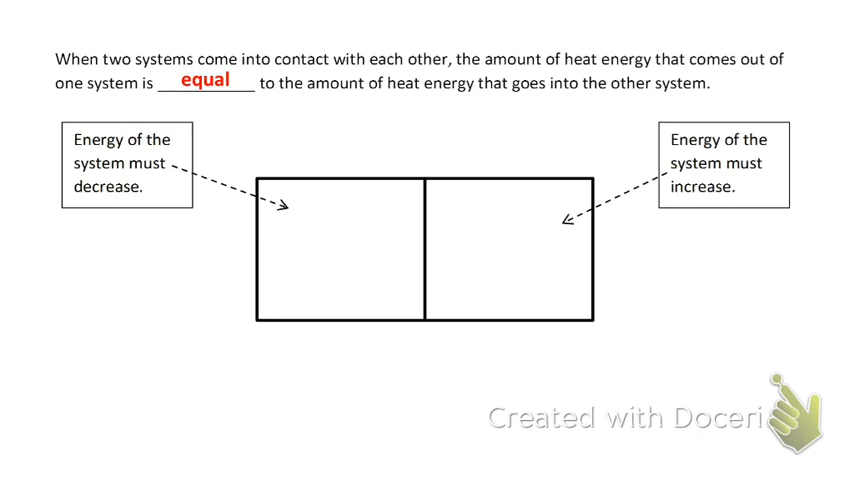 When two systems come into contact with each other, the amount of heat energy that comes out of
one system is equal to the amount of heat energy that goes into the other system.
Energy of the
system must
decrease.
Energy of the
system must
increase.
Created with Doceri